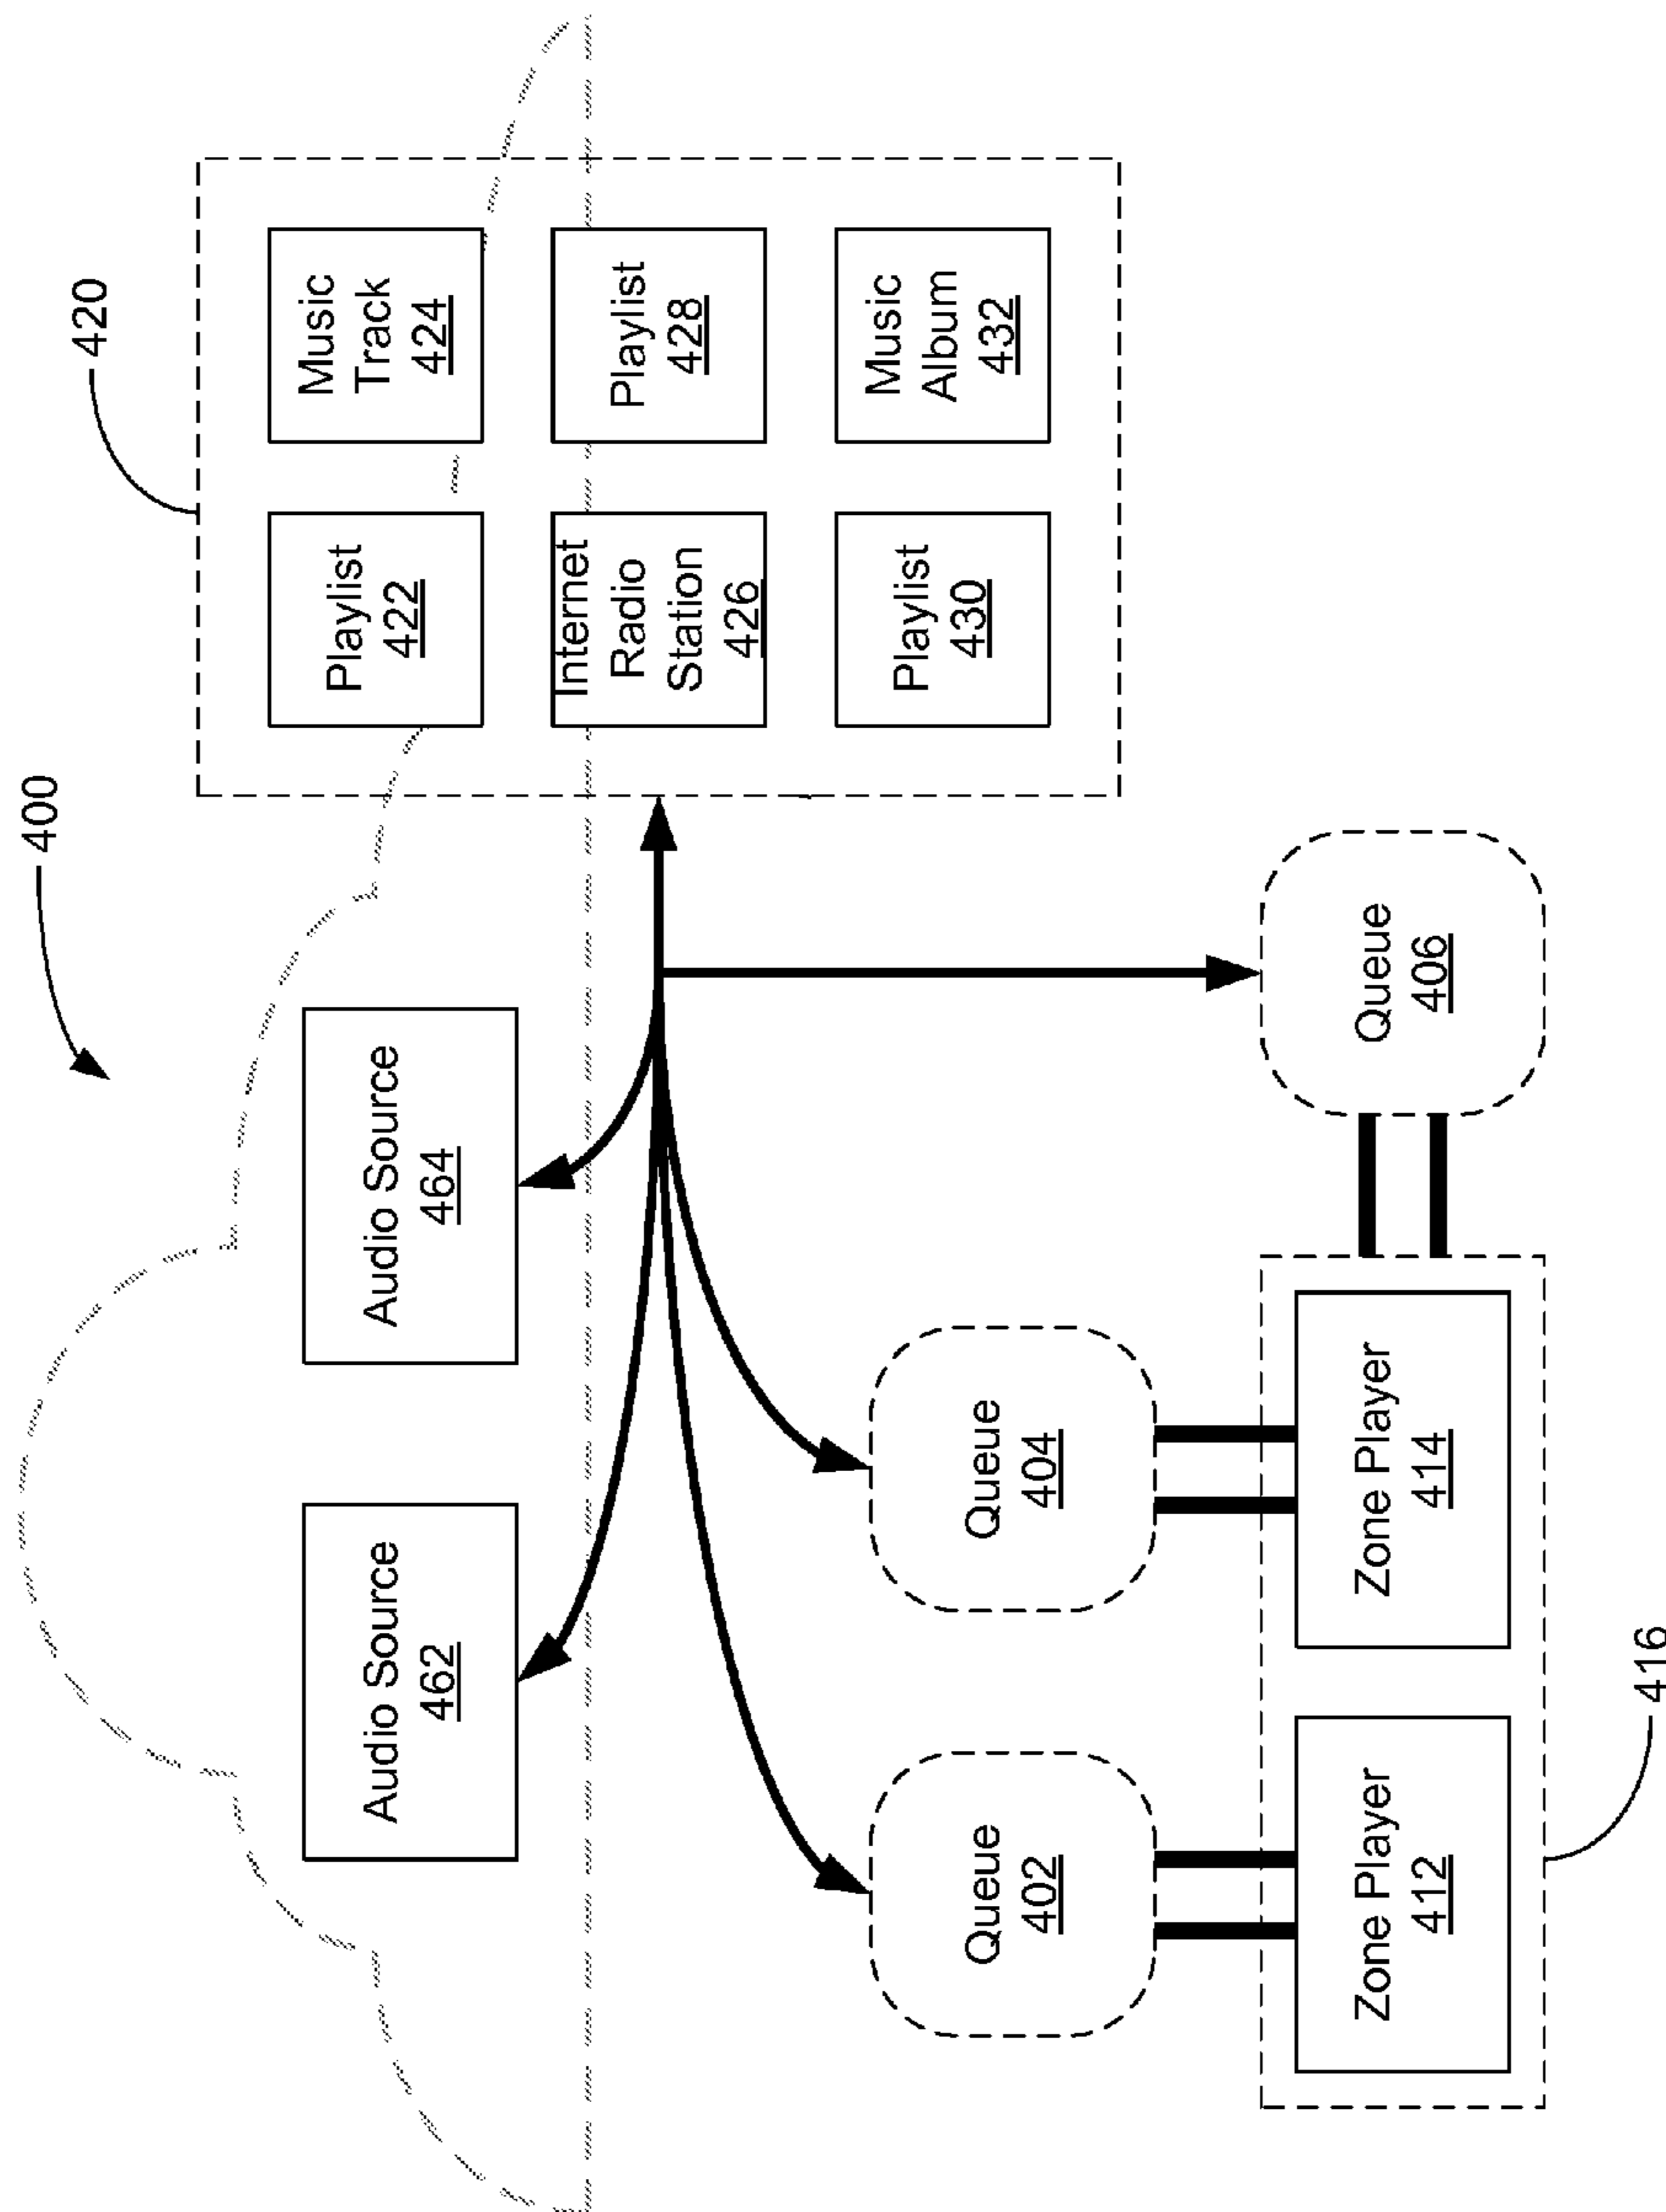 400
420
Audio Source
462
Audio Source
464
Playlist
422
Music
Track
424
Internet
Radio
Station
426
Playlist
428
Playlist
430
Music
Album
432
Queue
402
Queue
404
Queue
406
Zone Player
412
Zone Player
414
416